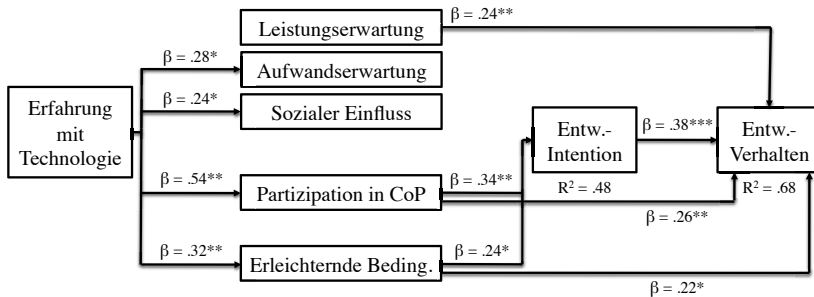 Leistungserwartung
β = .24**
β = .28*
Aufwandserwartung
β = .24*
Sozialer Einfluss
Erfahrung
mit
Technologie
Entw.-
Intention
β = .38***
Entw.-
Verhalten
β = .54**
Partizipation in CoP
β = .34**
R² = .48
R² = .68
β = .26**
β = .32**
Erleichternde Beding.
β = .24*
β = .22*